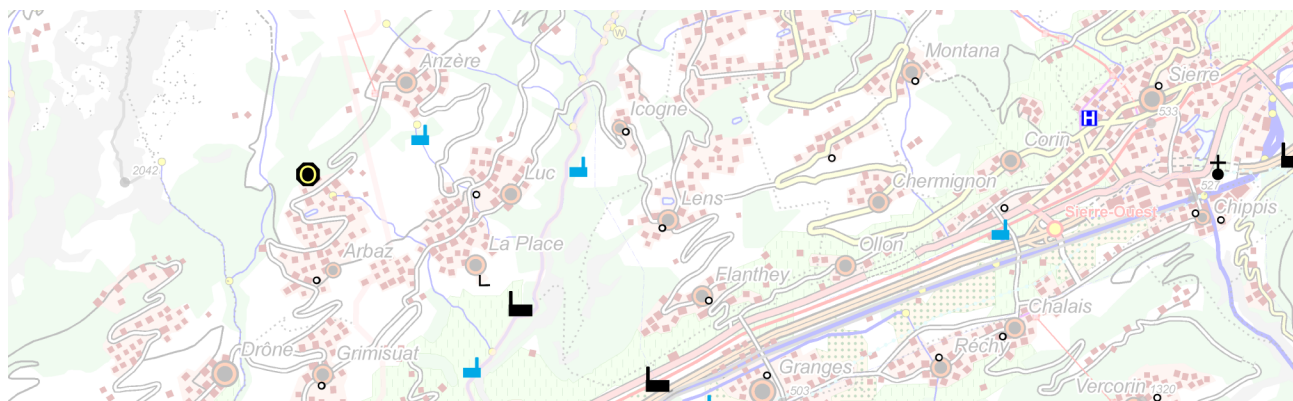 W
Montana
Anzère
Sierre
H
Icogne
533
Corin
2042
Luc
Chermignon
527
Lens
Chippis
Sierre-Ouest
La Place
Arbaz
Ollon
Flanthey
Chalais
Drône
Grimisuat
Réchy
Granges
Vercorin
1320
503